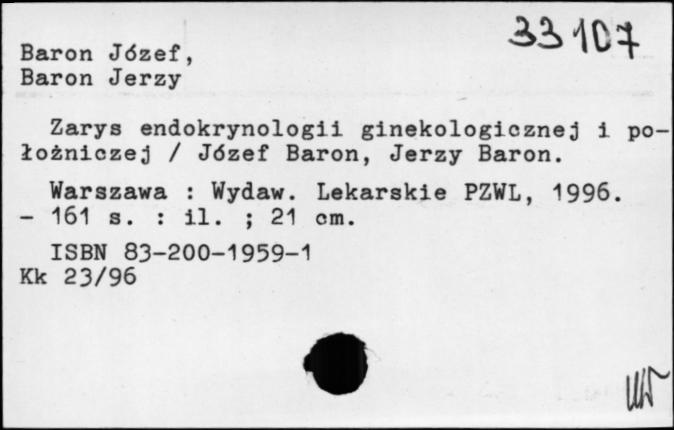 33107
Baron Józef,
Baron Jerzy
Zarys endokrynologii ginekologicznej i po-
łożniczej / Józef Baron, Jerzy Baron.
Warszawa : Wydaw. Lekarskie PZWL, 1996.
- 161 s. : il. ; 21 cm.
ISBN 83-200-1959-1
Kk 23/96